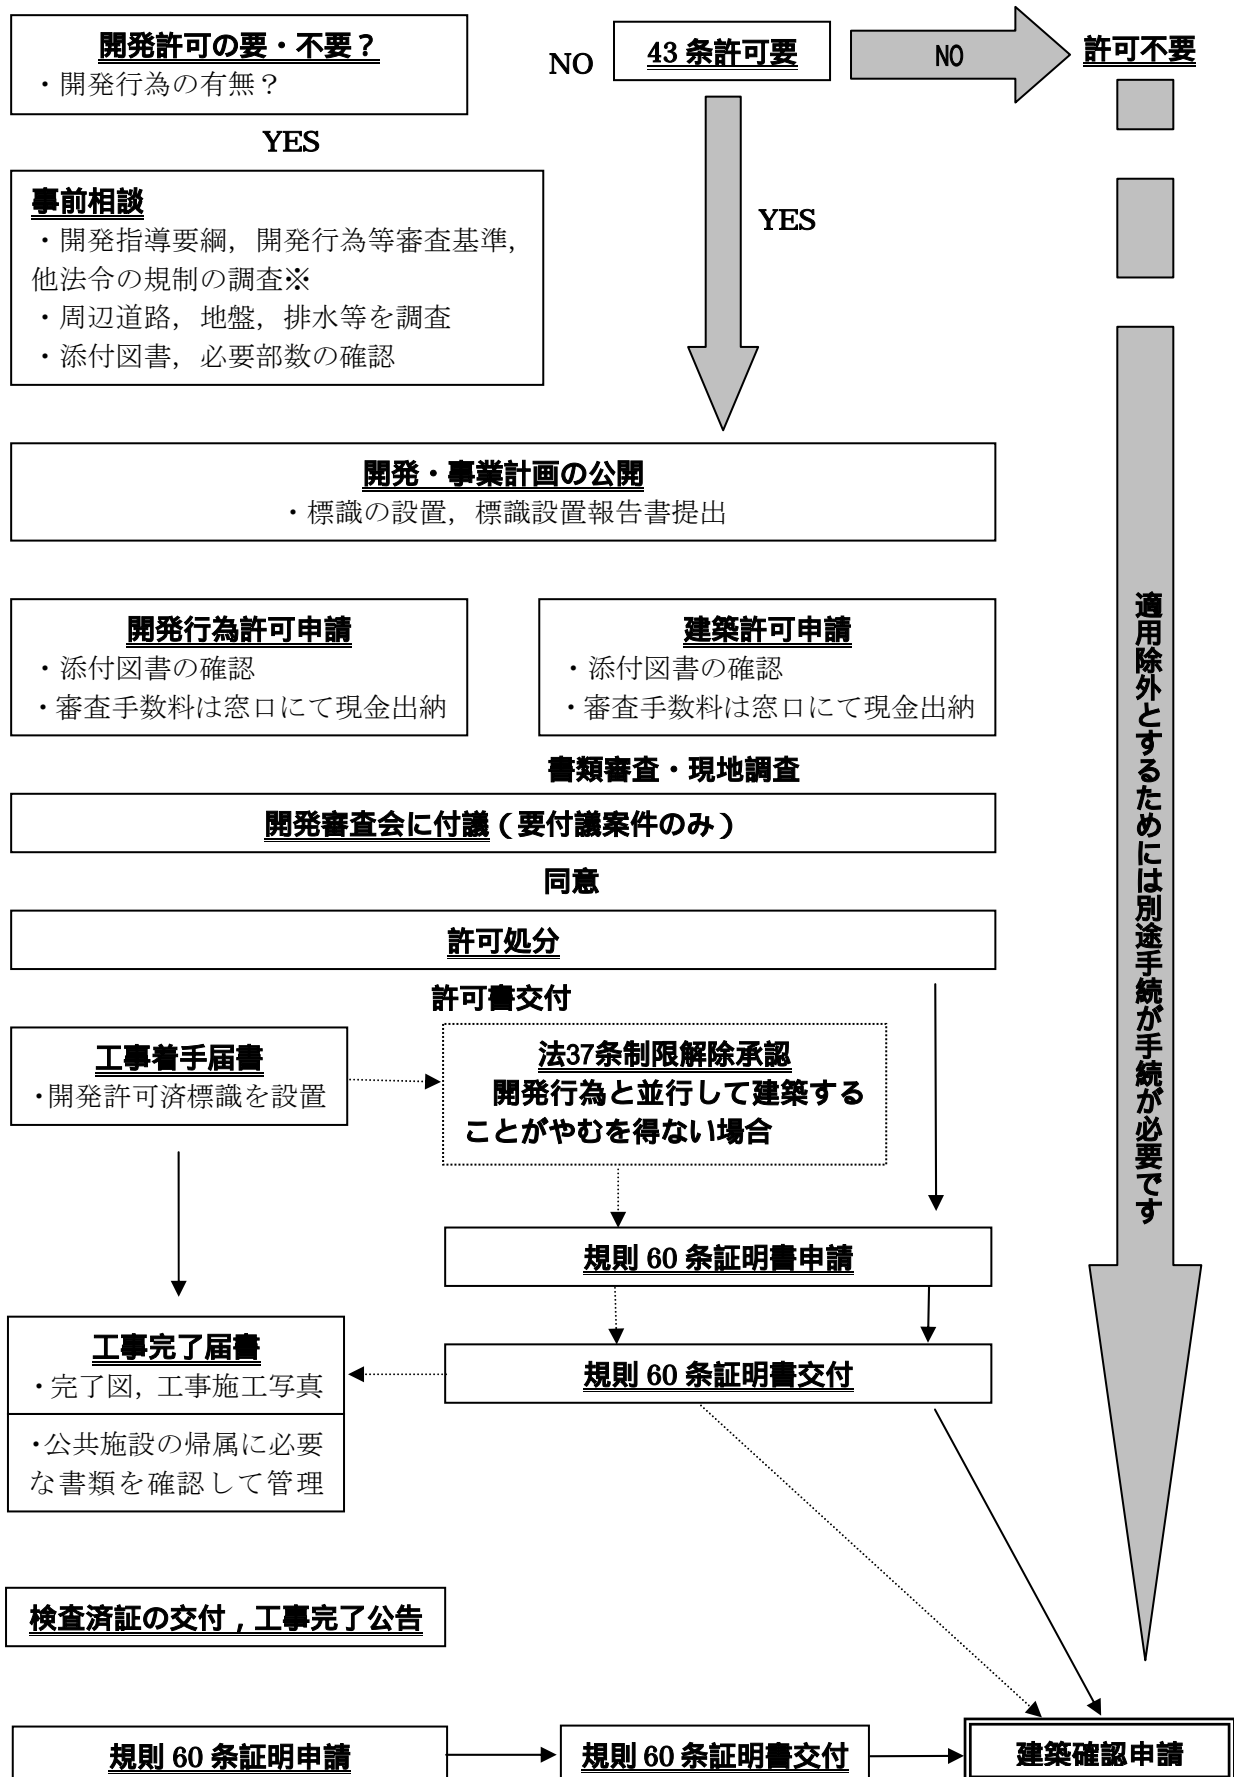 開発許可の要・不要？
・開発行為の有無？
NO
43 条許可要
NO
許可不要
YES
事前相談
・開発指導要綱，開発行為等審査基準，
他法令の規制の調査※
・周辺道路，地盤，排水等を調査
・添付図書，必要部数の確認
YES
開発・事業計画の公開
・標識の設置，標識設置報告書提出
開発行為許可申請
・添付図書の確認
・審査手数料は窓口にて現金出納
建築許可申請
・添付図書の確認
・審査手数料は窓口にて現金出納
適用除外とするためには別途手続が手続が必要です
書類審査・現地調査
開発審査会に付議（要付議案件のみ）
同意
許可処分
許可書交付
工事着手届書
・開発許可済標識を設置
法37条制限解除承認
開発行為と並行して建築する
ことがやむを得ない場合
規則 60 条証明書申請
工事完了届書
・完了図，工事施工写真
・公共施設の帰属に必要
な書類を確認して管理
規則 60 条証明書交付
検査済証の交付，工事完了公告
規則 60 条証明申請
規則 60 条証明書交付
建築確認申請